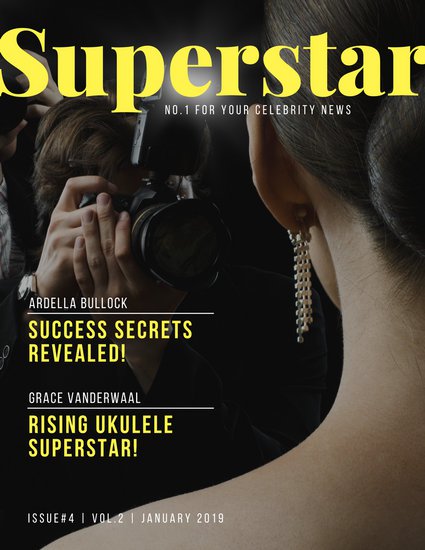 Superstar
NO.1 FOR YOUR CELEBRITY NEWS
ARDELLA BULLOCK
SUCCESS SECRETS
REVEALED!
GRACE VANDERWAAL
RISING UKULELE
SUPERSTAR!
ISSUE#4 | VOL.2 | JANUARY 2019